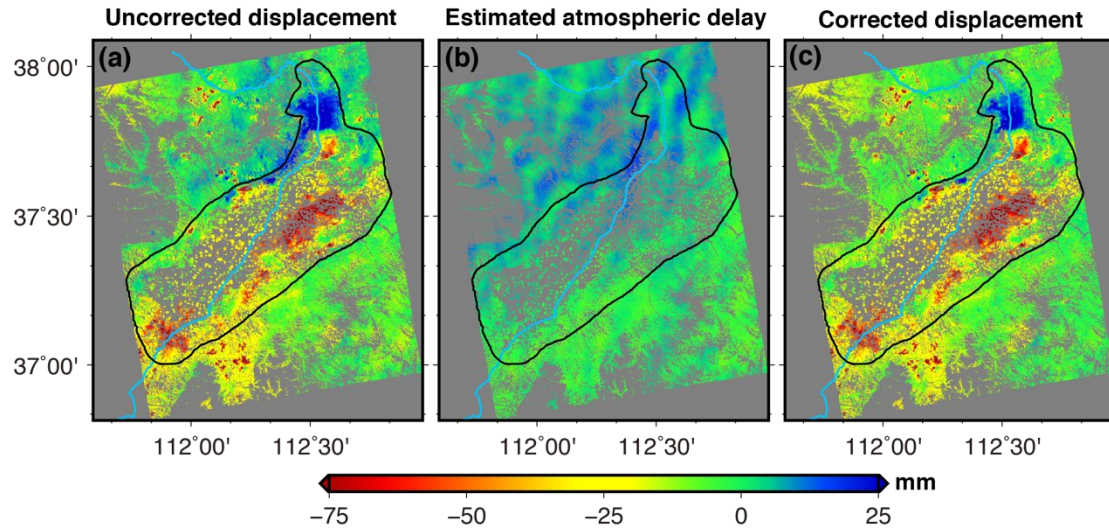 Uncorrected displacement Estimated atmospheric delay Corrected displacement
(a) (b) (c)
38°00'
37°30'
37°00'
112°00' 112°30' 112°00' 112°30' 112°00' 112°30'
mm
−75 −50 −25 0 25